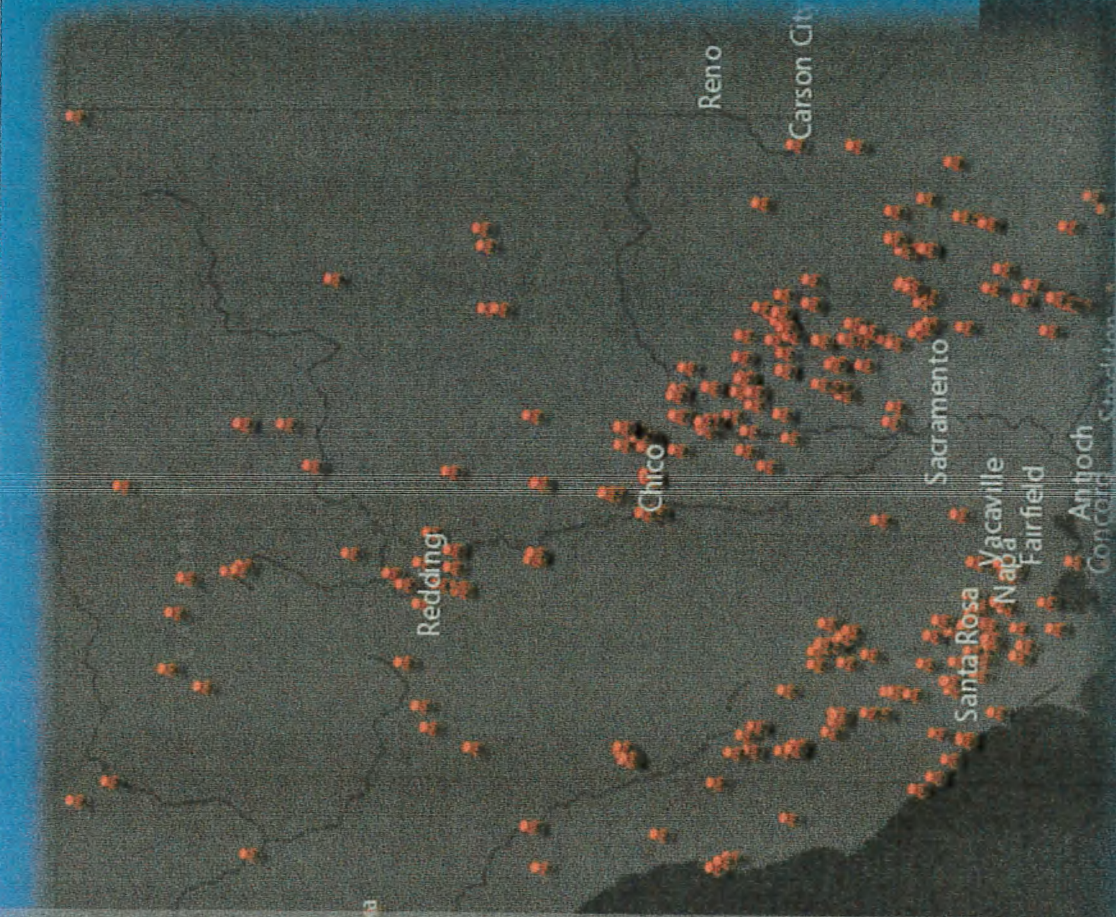 Reno
Carson City
Redding
Chico
Sacramento
Santa Rosa
Vacaville
Napa
Fairfield
Antioch
Concord
a